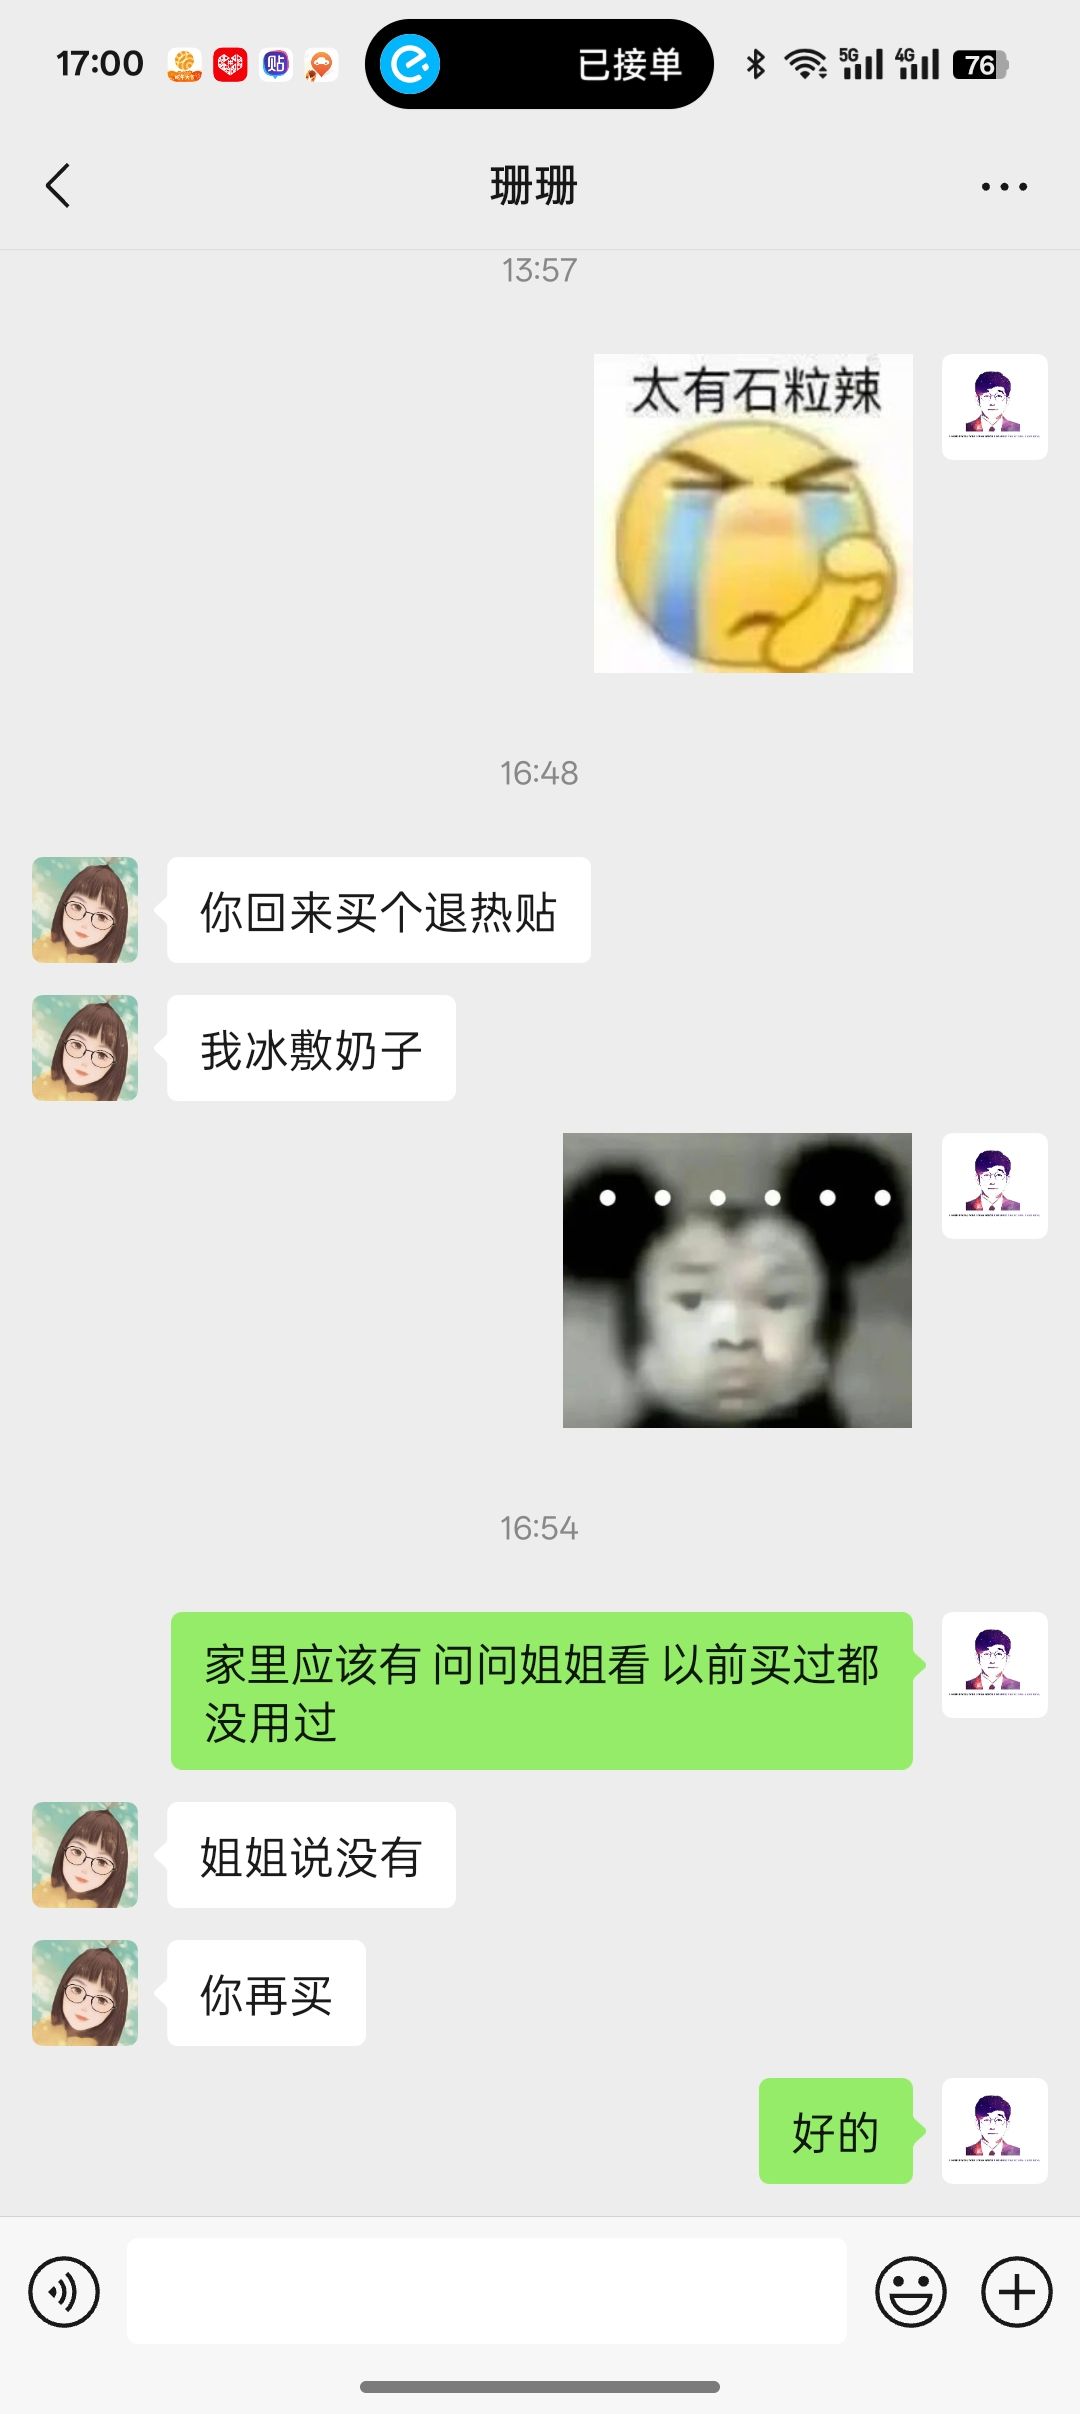 17:00
贴
已接单
5G
4G
76
珊珊
13:57
太有石粒辣
16:48
你回来买个退热贴
我冰敷奶子
16:54
家里应该有 问问姐姐看 以前买过都
没用过
姐姐说没有
你再买
好的